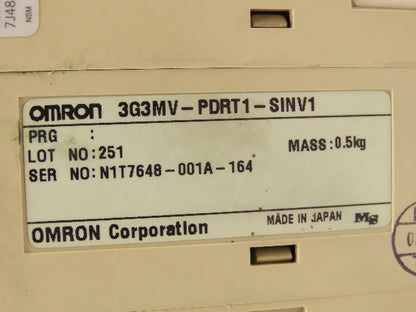 7J48
NSM
OMRON 3G3MV-PDRT1-SINV1
PRG :
LOT NO:251
MASS:0.5kg
SER NO:N1T7648-001A-164
MADE IN JAPAN
OMRON Corporation